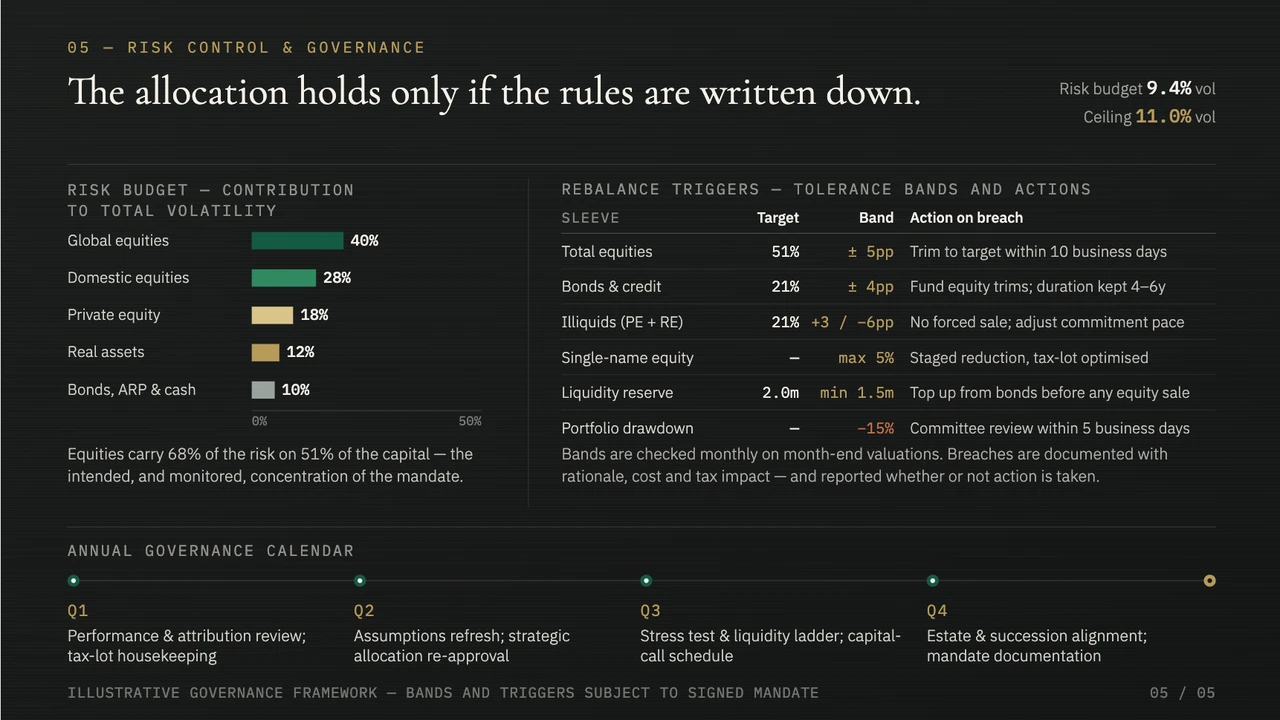 05 — RISK CONTROL & GOVERNANCE
The allocation holds only if the rules are written down.
Risk budget 9.4% vol
Ceiling 11.0% vol
RISK BUDGET — CONTRIBUTION
TO TOTAL VOLATILITY
Global equities 40%
Domestic equities 28%
Private equity 18%
Real assets 12%
Bonds, ARP & cash 10%
0% 50%
Equities carry 68% of the risk on 51% of the capital — the
intended, and monitored, concentration of the mandate.
REBALANCE TRIGGERS — TOLERANCE BANDS AND ACTIONS
SLEEVE Target Band Action on breach
Total equities 51% ± 5pp Trim to target within 10 business days
Bonds & credit 21% ± 4pp Fund equity trims; duration kept 4–6y
Illiquids (PE + RE) 21% +3 / −6pp No forced sale; adjust commitment pace
Single-name equity — max 5% Staged reduction, tax-lot optimised
Liquidity reserve 2.0m min 1.5m Top up from bonds before any equity sale
Portfolio drawdown — −15% Committee review within 5 business days
Bands are checked monthly on month-end valuations. Breaches are documented with
rationale, cost and tax impact — and reported whether or not action is taken.
ANNUAL GOVERNANCE CALENDAR
Q1
Performance & attribution review;
tax-lot housekeeping
Q2
Assumptions refresh; strategic
allocation re-approval
Q3
Stress test & liquidity ladder; capital-
call schedule
Q4
Estate & succession alignment;
mandate documentation
ILLUSTRATIVE GOVERNANCE FRAMEWORK — BANDS AND TRIGGERS SUBJECT TO SIGNED MANDATE
05 / 05